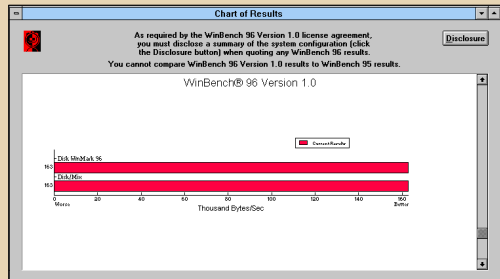 Chart of Results
As required by the WinBench 96 Version 1.0 license agreement,
you must disclose a summary of the system configuration (click
the Disclosure button) when quoting any WinBench 96 results.
You cannot compare WinBench 96 Version 1.0 results to WinBench 95 results.
Disclosure
WinBench® 96 Version 1.0
Current Results
Disk WinMark 96
163
Disk/Mix
163
0 20 40 60 80 100 120 140 160
Worse Better
Thousand Bytes/Sec